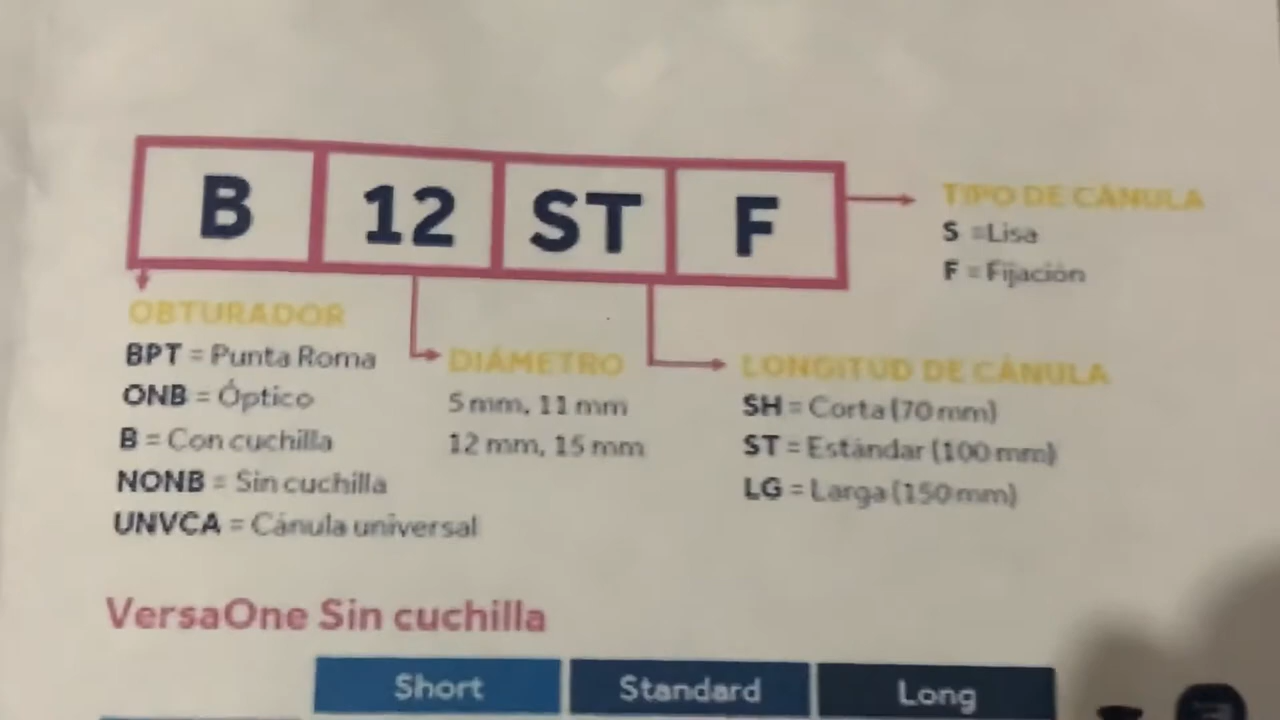 B 12 ST F
TIPO DE CÁNULA
S = Lisa
F = Fijación
OBTURADOR
BPT = Punta Roma
ONB = Óptico
B = Con cuchilla
NONB = Sin cuchilla
UNVCA = Cánula universal
DIÁMETRO
5 mm, 11 mm
12 mm, 15 mm
LONGITUD DE CÁNULA
SH = Corta (70 mm)
ST = Estándar (100 mm)
LG = Larga (150 mm)
VersaOne Sin cuchilla
Short Standard Long